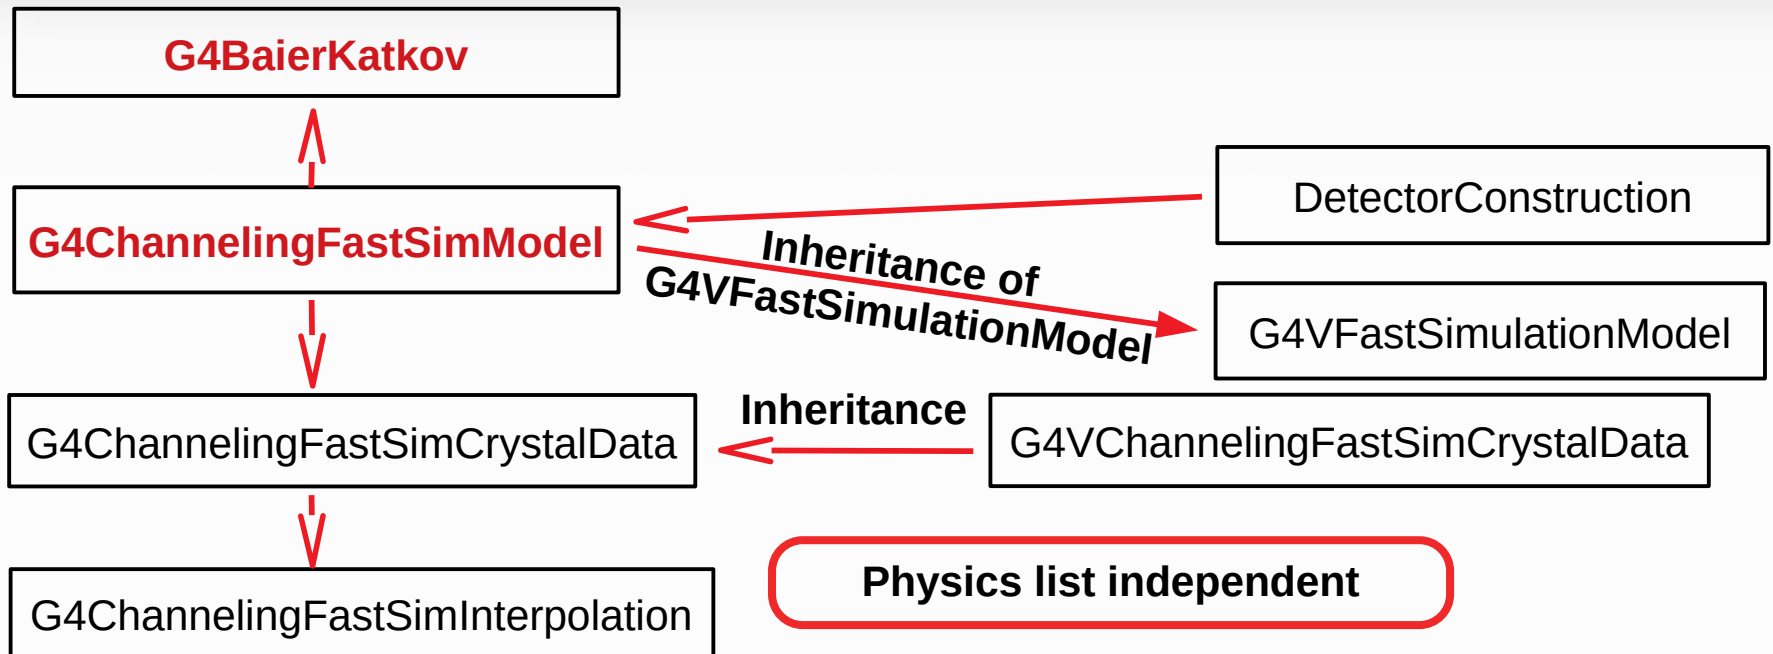 G4BaierKatkov
DetectorConstruction
G4ChannelingFastSimModel
Inheritance of
G4VFastSimulationModel
G4VFastSimulationModel
Inheritance
G4ChannelingFastSimCrystalData
G4VChannelingFastSimCrystalData
Physics list independent
G4ChannelingFastSimInterpolation